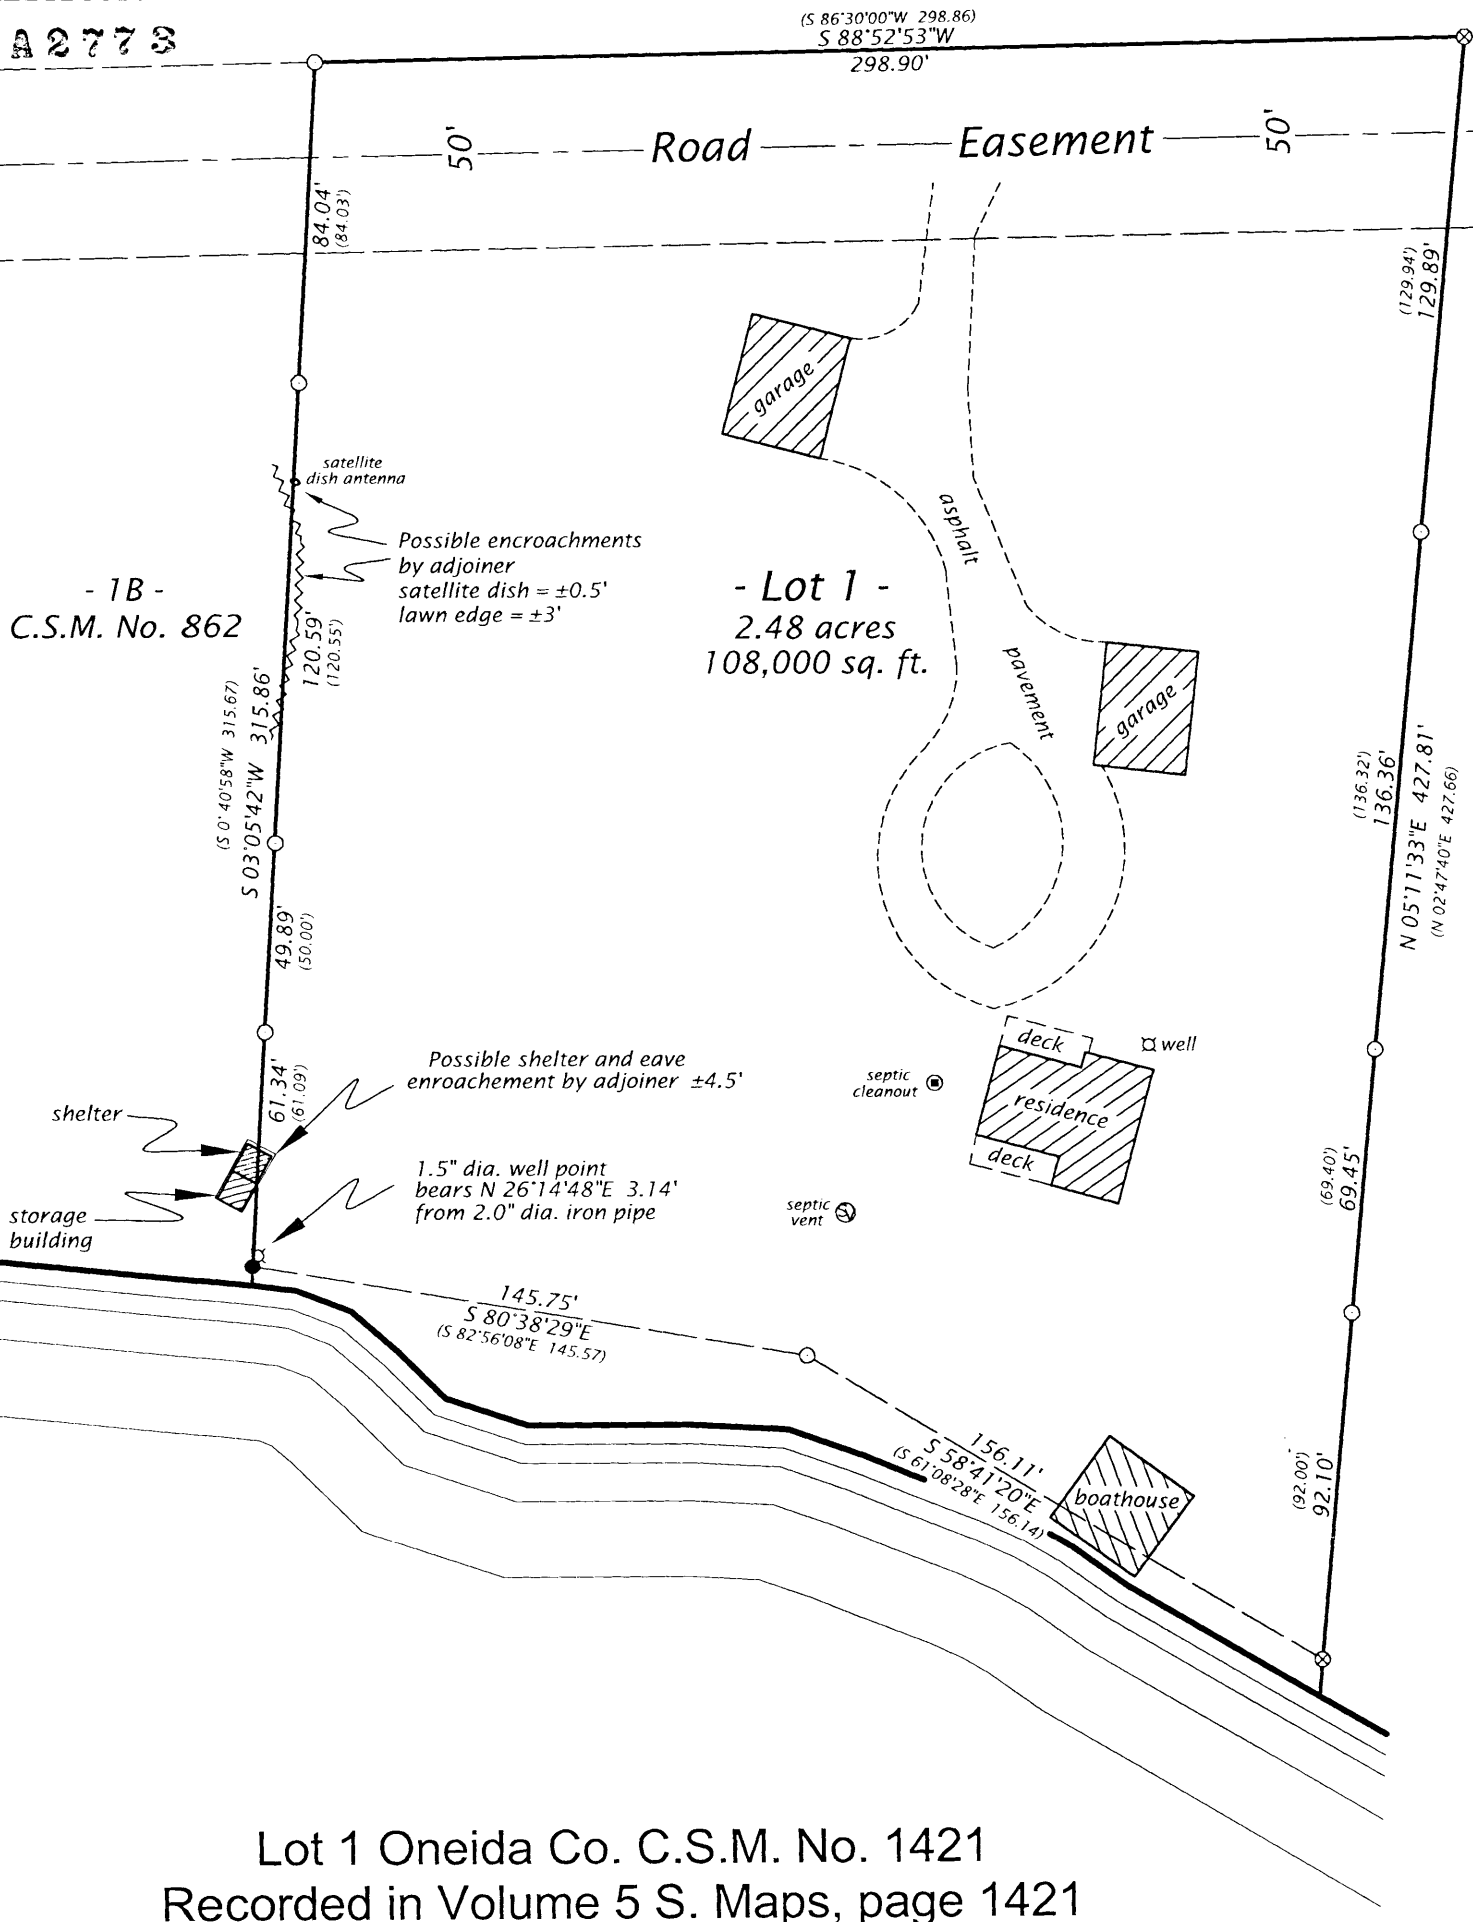 A2773
(S 86°30'00"W 298.86)
S 88°52'53"W
298.90'
50'
Road Easement
50'
84.04'
(84.03')
(129.94')
129.89'
garage
satellite
dish antenna
asphalt
Possible encroachments
by adjoiner
satellite dish = ±0.5'
lawn edge = ±3'
- 1B -
C.S.M. No. 862
- Lot 1 -
2.48 acres
108,000 sq. ft.
120.59'
(120.55')
pavement
garage
(S 0°40'58"W 315.67)
S 03°05'42"W 315.86'
(136.32')
136.36'
N 05°11'33"E 427.81'
(N 02°47'40"E 427.66)
49.89'
(50.00')
deck
well
Possible shelter and eave
enroachement by adjoiner ±4.5'
septic
cleanout
residence
61.34'
(61.09')
shelter
deck
1.5" dia. well point
bears N 26°14'48"E 3.14'
from 2.0" dia. iron pipe
(69.40')
69.45'
storage
building
septic
vent
145.75'
S 80°38'29"E
(S 82°56'08"E 145.57)
156.11'
S 58°41'20"E
(S 61°08'28"E 156.14)
boathouse
(92.00')
92.10'
Lot 1 Oneida Co. C.S.M. No. 1421
Recorded in Volume 5 S. Maps, page 1421